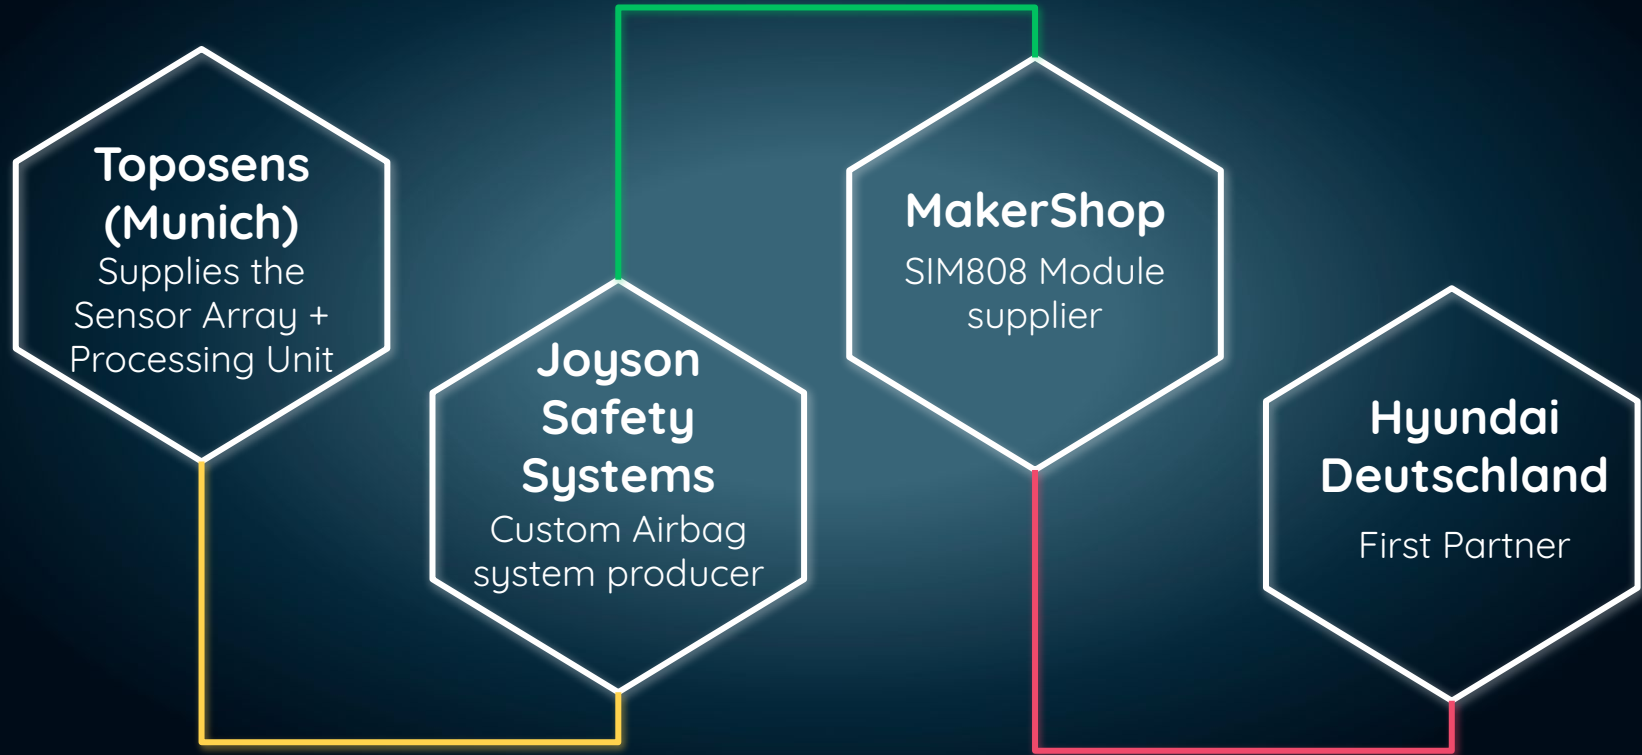 Toposens
(Munich)
Supplies the
Sensor Array +
Processing Unit
Joyson
Safety
Systems
Custom Airbag
system producer
MakerShop
SIM808 Module
supplier
Hyundai
Deutschland
First Partner